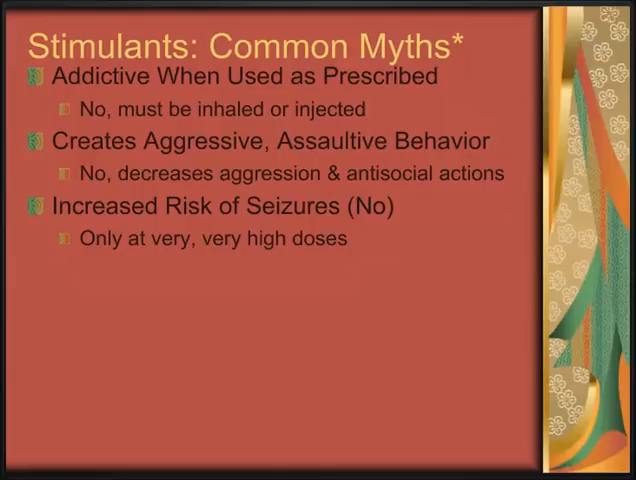 Stimulants: Common Myths*
Addictive When Used as Prescribed
No, must be inhaled or injected
Creates Aggressive, Assaultive Behavior
No, decreases aggression & antisocial actions
Increased Risk of Seizures (No)
Only at very, very high doses